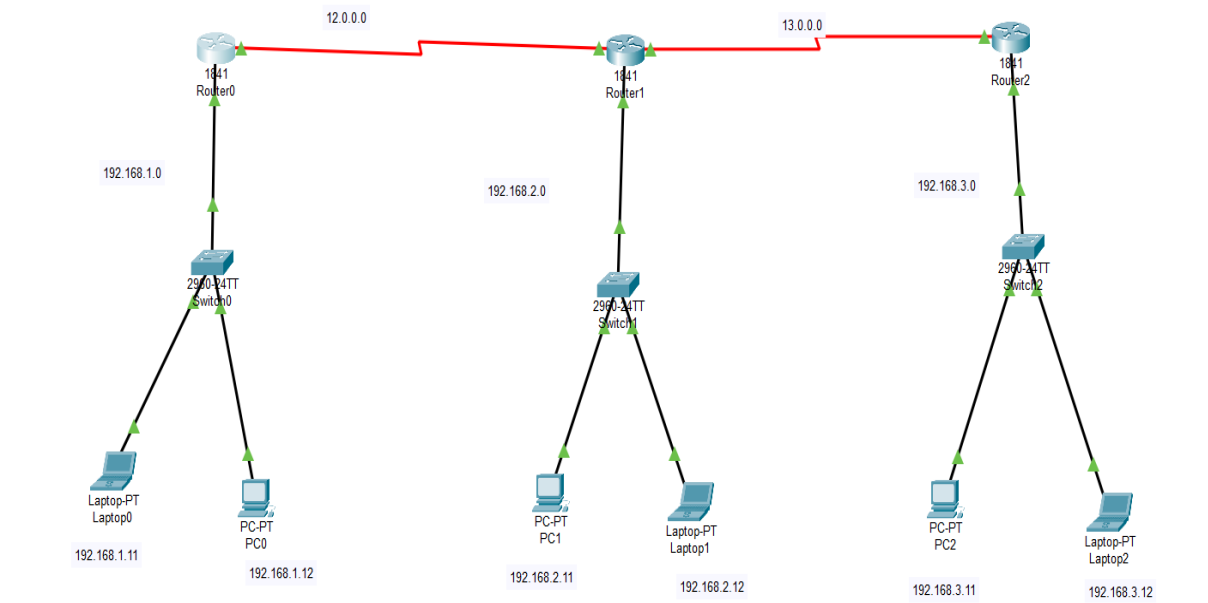 12.0.0.0
13.0.0.0
1841
Router0
1841
Router1
1841
Router2
192.168.1.0
192.168.2.0
192.168.3.0
2960-24TT
Switch0
2960-24TT
Switch1
2960-24TT
Switch2
Laptop-PT
Laptop0
PC-PT
PC0
PC-PT
PC1
Laptop-PT
Laptop1
PC-PT
PC2
Laptop-PT
Laptop2
192.168.1.11
192.168.1.12
192.168.2.11
192.168.2.12
192.168.3.11
192.168.3.12